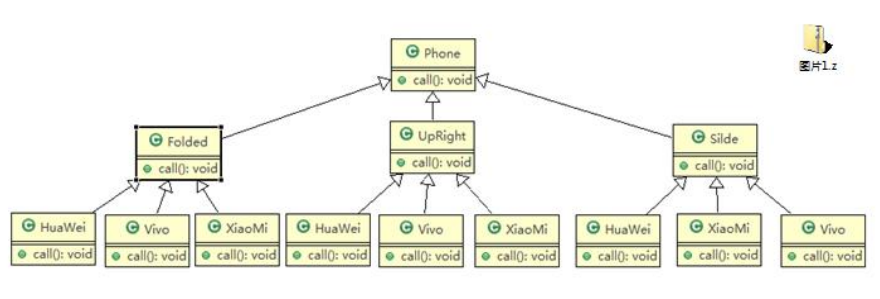 Phone
call(): void
图片1.z
Folded
call(): void
UpRight
call(): void
Silde
call(): void
HuaWei
call(): void
Vivo
call(): void
XiaoMi
call(): void
HuaWei
call(): void
Vivo
call(): void
XiaoMi
call(): void
HuaWei
call(): void
XiaoMi
call(): void
Vivo
call(): void